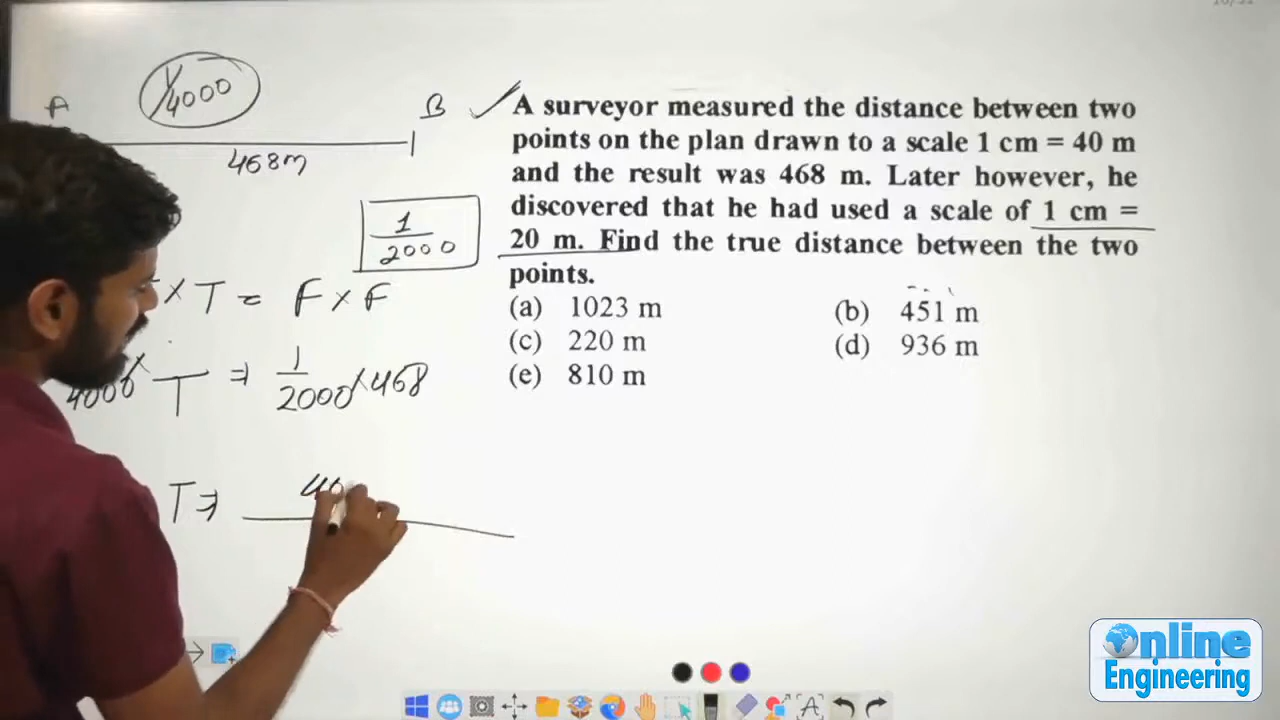 1/4000
A
B
468m
1
2000
× T = F × F
4000 × T ⇒ 1/2000 × 468
T ⇒
A surveyor measured the distance between two
points on the plan drawn to a scale 1 cm = 40 m
and the result was 468 m. Later however, he
discovered that he had used a scale of 1 cm =
20 m. Find the true distance between the two
points.
(a) 1023 m (b) 451 m
(c) 220 m (d) 936 m
(e) 810 m
Online
Engineering